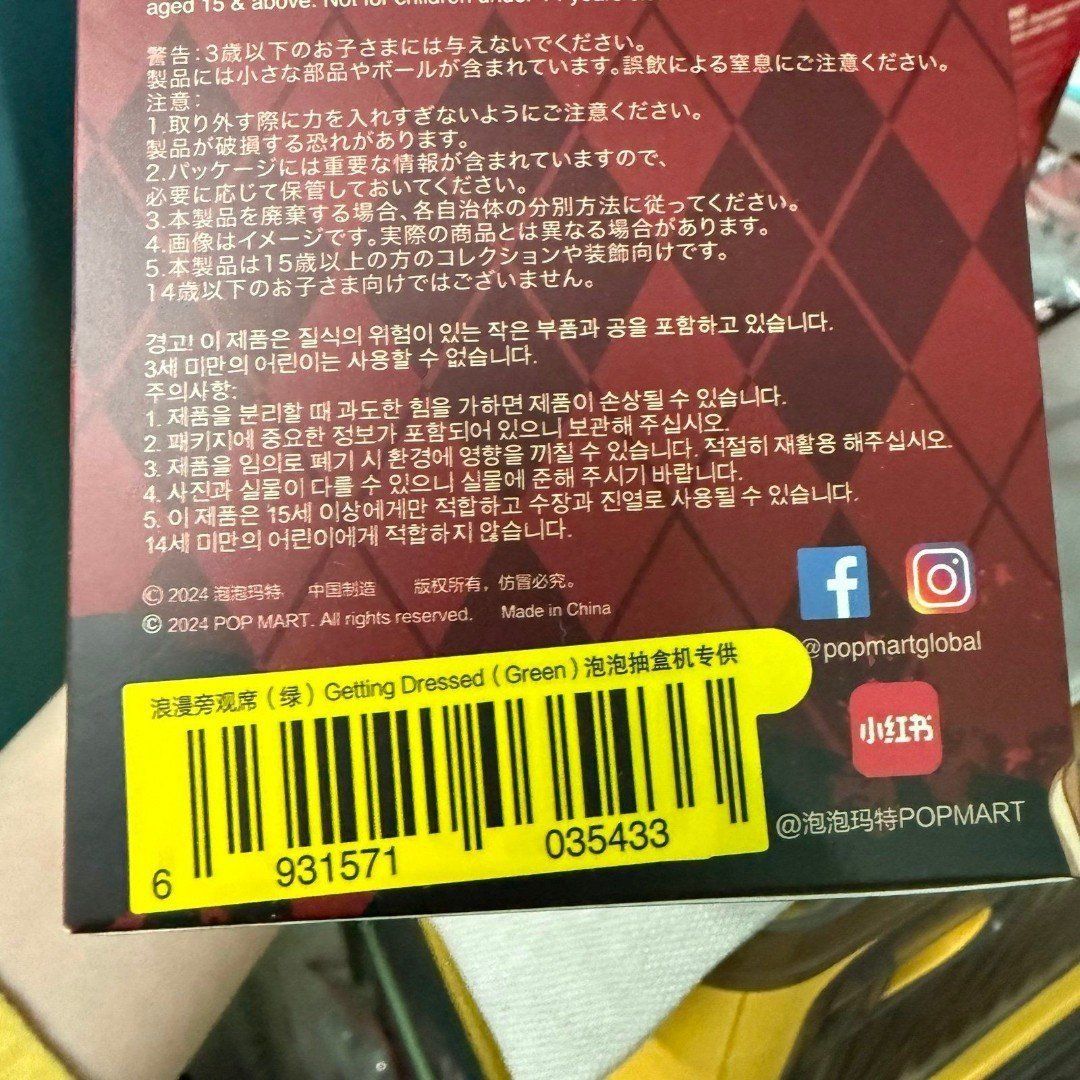 aged 15 & above. Not for children under 14 years
警告:3歳以下のお子さまには与えないでください。
製品には小さな部品やボールが含まれています。誤飲による窒息にご注意ください。
注意:
1.取り外す際に力を入れすぎないようにご注意ください。
製品が破損する恐れがあります。
2.パッケージには重要な情報が含まれていますので、
必要に応じて保管しておいてください。
3.本製品を廃棄する場合、各自治体の分別方法に従ってください。
4.画像はイメージです。実際の商品とは異なる場合があります。
5.本製品は15歳以上の方のコレクションや装飾向けです。
14歳以下のお子さま向けではございません。
경고! 이 제품은 질식의 위험이 있는 작은 부품과 공을 포함하고 있습니다.
3세 미만의 어린이는 사용할 수 없습니다.
주의사항:
1. 제품을 분리할 때 과도한 힘을 가하면 제품이 손상될 수 있습니다.
2. 패키지에 중요한 정보가 포함되어 있으니 보관해 주십시오.
3. 제품을 임의로 폐기 시 환경에 영향을 끼칠 수 있습니다. 적절히 재활용 해주십시오.
4. 사진과 실물이 다를 수 있으니 실물에 준해 주시기 바랍니다.
5. 이 제품은 15세 이상에게만 적합하고 수장과 진열로 사용될 수 있습니다.
14세 미만의 어린이에게 적합하지 않습니다.
© 2024 泡泡玛特 中国制造 版权所有，仿冒必究。
© 2024 POP MART. All rights reserved. Made in China
@popmartglobal
浪漫旁观席（绿）Getting Dressed（Green）泡泡抽盒机专供
6 931571 035433
小红书
@泡泡玛特POPMART